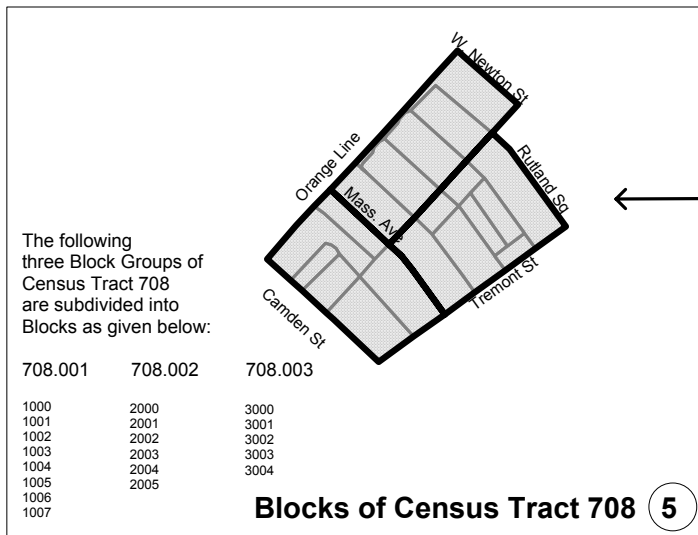 W. Newton St
Orange Line
Rutland Sq
Mass. Ave
Tremont St
Camden St
The following
three Block Groups of
Census Tract 708
are subdivided into
Blocks as given below:
708.001 708.002 708.003
1000 2000 3000
1001 2001 3001
1002 2002 3002
1003 2003 3003
1004 2004 3004
1005 2005
1006
1007
Blocks of Census Tract 708 5